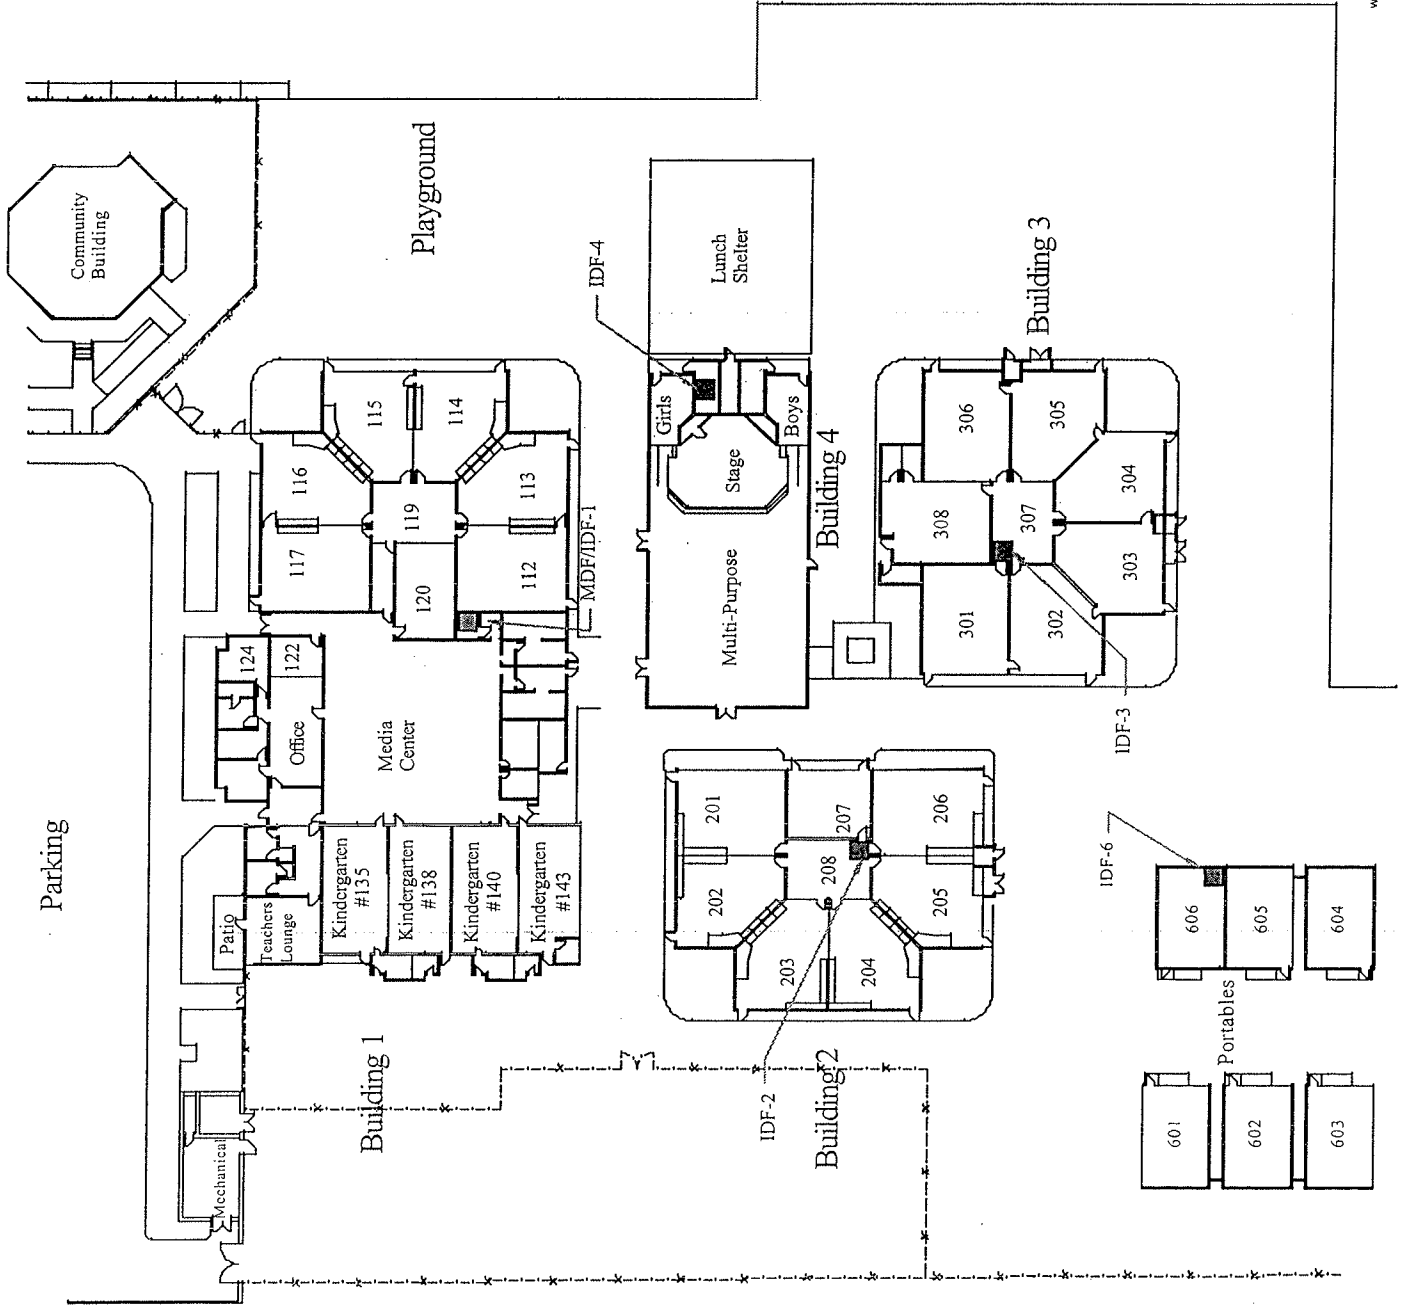 Parking
Mechanical
Building 1
Patio
Teachers
Lounge
Kindergarten
#135
Kindergarten
#138
Kindergarten
#140
Kindergarten
#143
Office
Media
Center
124
122
120
119
117
116
115
114
113
112
MDF/IDF-1
Community
Building
Playground
IDF-4
Lunch
Shelter
Girls
Boys
Stage
Multi-Purpose
Building 4
Building 2
IDF-2
201
202
203
204
205
206
207
208
Building 3
301
302
303
304
305
306
307
308
IDF-3
IDF-6
Portables
601
602
603
604
605
606
w